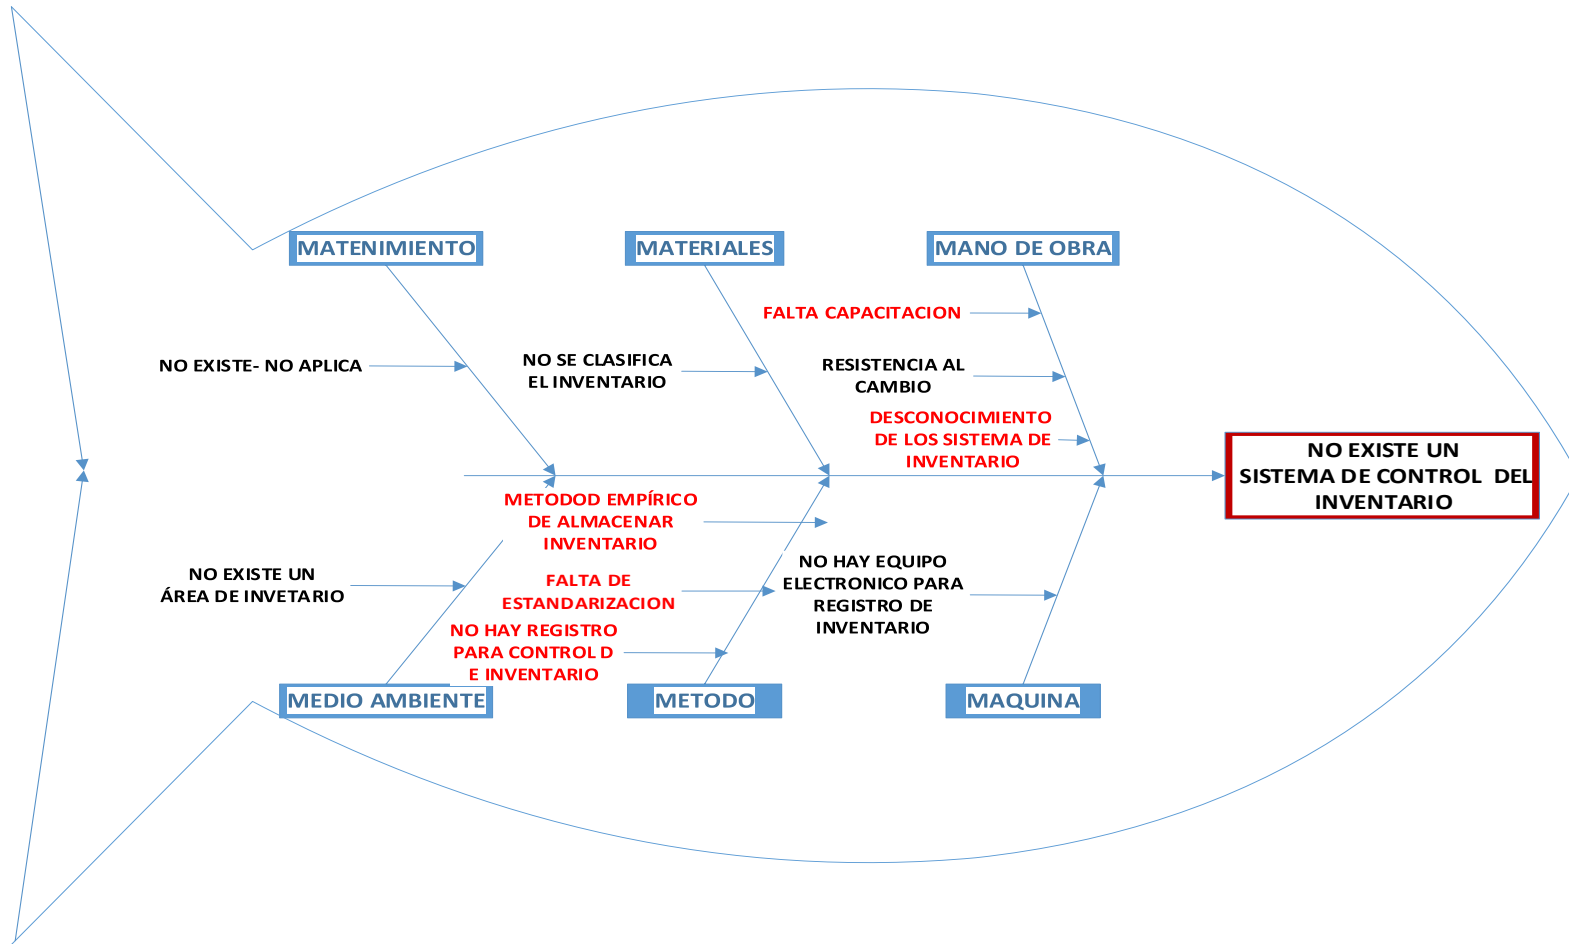 MATENIMIENTO
MATERIALES
MANO DE OBRA
FALTA CAPACITACION
NO EXISTE- NO APLICA
NO SE CLASIFICA
EL INVENTARIO
RESISTENCIA AL
CAMBIO
DESCONOCIMIENTO
DE LOS SISTEMA DE
INVENTARIO
NO EXISTE UN
SISTEMA DE CONTROL DEL
INVENTARIO
METODOD EMPÍRICO
DE ALMACENAR
INVENTARIO
NO EXISTE UN
ÁREA DE INVETARIO
FALTA DE
ESTANDARIZACION
NO HAY REGISTRO
PARA CONTROL D
E INVENTARIO
NO HAY EQUIPO
ELECTRONICO PARA
REGISTRO DE
INVENTARIO
MEDIO AMBIENTE
METODO
MAQUINA